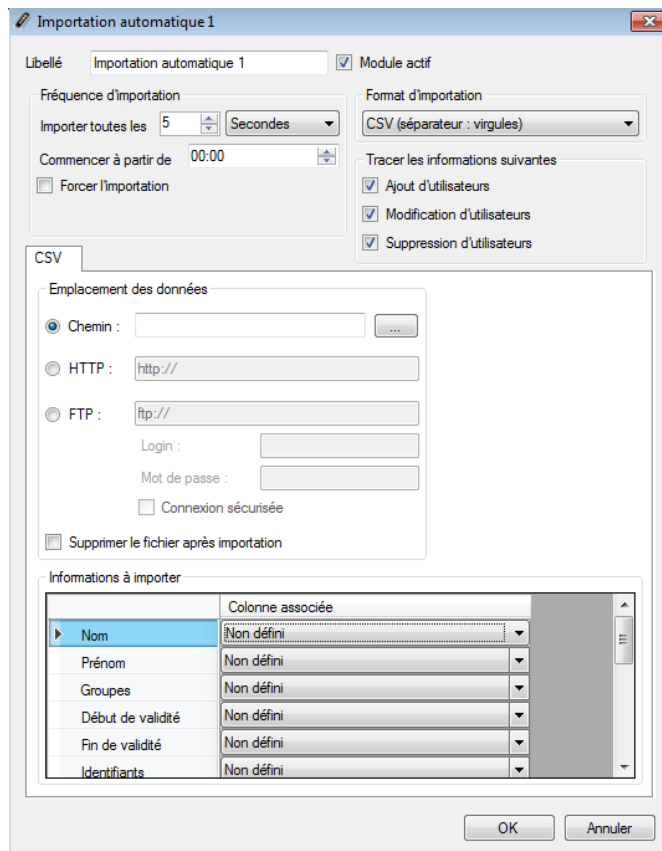 Importation automatique 1
Libellé Importation automatique 1 Module actif
Fréquence d'importation
Importer toutes les 5 Secondes
Commencer à partir de 00:00
Forcer l'importation
Format d'importation
CSV (séparateur : virgules)
Tracer les informations suivantes
Ajout d'utilisateurs
Modification d'utilisateurs
Suppression d'utilisateurs
CSV
Emplacement des données
Chemin : ...
HTTP : http://
FTP : ftp://
Login :
Mot de passe :
Connexion sécurisée
Supprimer le fichier après importation
Informations à importer
Colonne associée
Nom Non défini
Prénom Non défini
Groupes Non défini
Début de validité Non défini
Fin de validité Non défini
Identifiants Non défini
OK Annuler